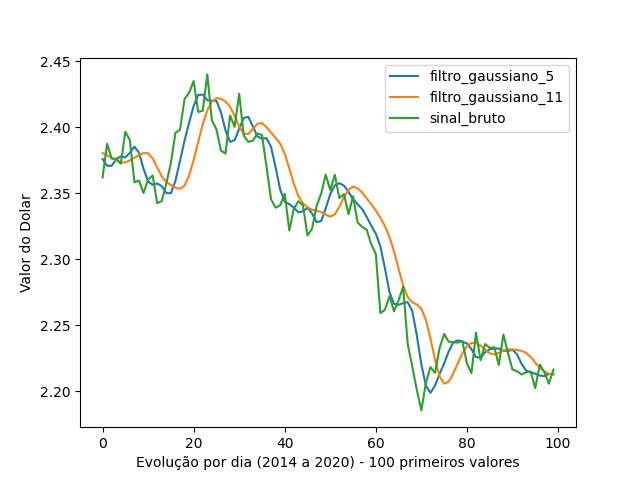 2.45
2.40
2.35
2.30
2.25
2.20
Valor do Dolar
filtro_gaussiano_5
filtro_gaussiano_11
sinal_bruto
0 20 40 60 80 100
Evolução por dia (2014 a 2020) - 100 primeiros valores